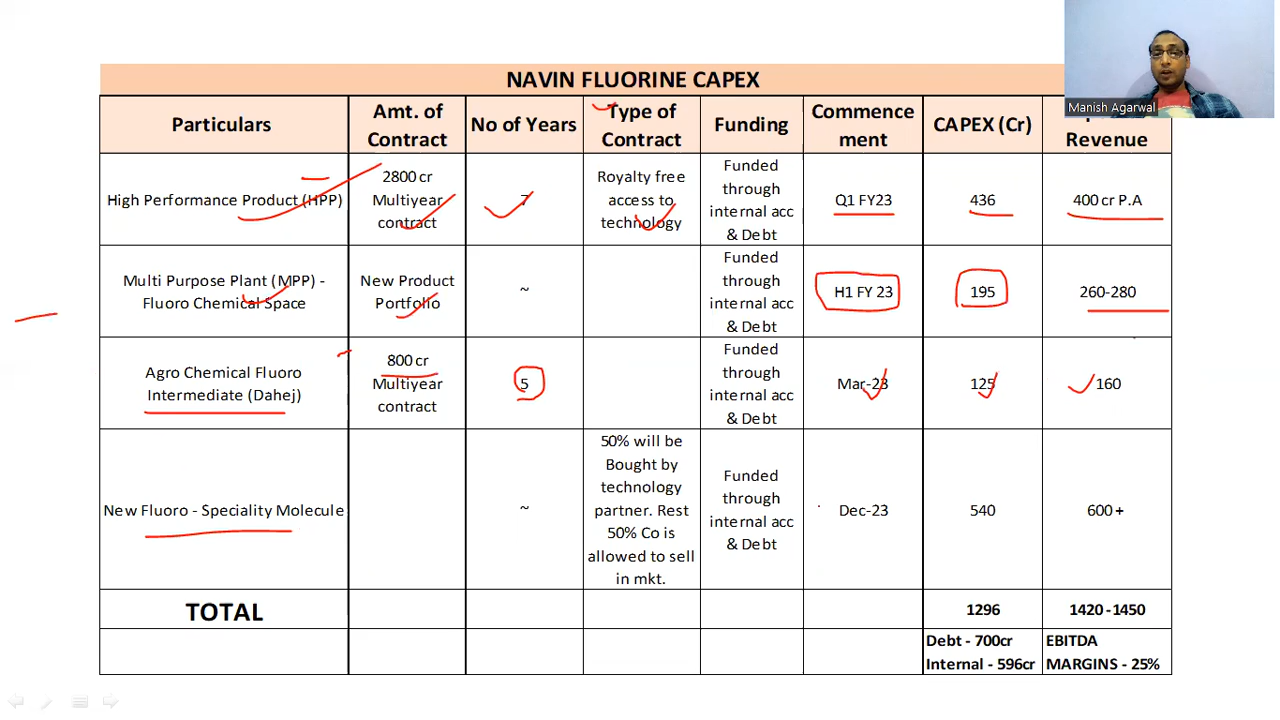 Manish Agarwal
NAVIN FLUORINE CAPEX
Particulars
Amt. of
Contract
No of Years
Type of
Contract
Funding
Commence
ment
CAPEX (Cr)
Revenue
High Performance Product (HPP)
2800 cr
Multiyear
contract
7
Royalty free
access to
technology
Funded
through
internal acc
& Debt
Q1 FY23
436
400 cr P.A
Multi Purpose Plant (MPP) -
Fluoro Chemical Space
New Product
Portfolio
~
Funded
through
internal acc
& Debt
H1 FY 23
195
260-280
Agro Chemical Fluoro
Intermediate (Dahej)
800 cr
Multiyear
contract
5
Funded
through
internal acc
& Debt
Mar-23
125
160
New Fluoro - Speciality Molecule
~
50% will be
Bought by
technology
partner. Rest
50% Co is
allowed to sell
in mkt.
Funded
through
internal acc
& Debt
Dec-23
540
600 +
TOTAL
1296
1420 -1450
Debt - 700cr
Internal - 596cr
EBITDA
MARGINS - 25%